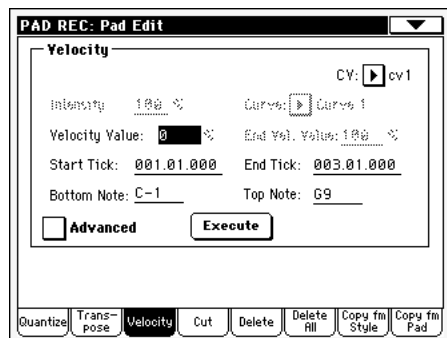 PAD REC: Pad Edit
Velocity
CV: cv1
Intensity 100 % Curve: Curve 1
Velocity Value: 0 % End Vel. Value: 100 %
Start Tick: 001.01.000 End Tick: 003.01.000
Bottom Note: C-1 Top Note: G9
Advanced Execute
Quantize Trans-pose Velocity Cut Delete Delete All Copy fm Style Copy fm Pad